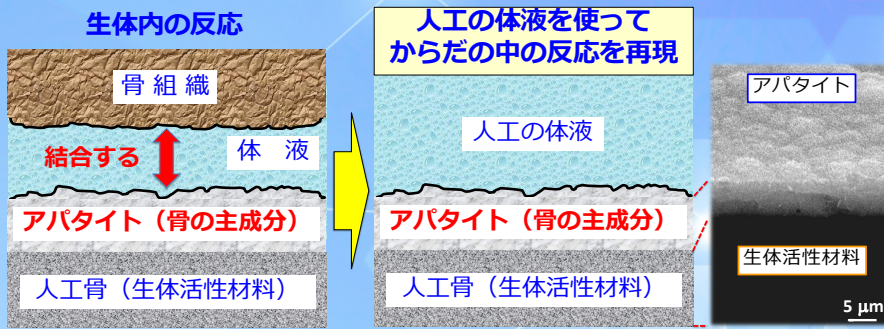 生体内の反応
骨 組 織
結合する
体　液
アパタイト（骨の主成分）
人工骨（生体活性材料）
人工の体液を使って
からだの中の反応を再現
人工の体液
アパタイト（骨の主成分）
人工骨（生体活性材料）
アパタイト
生体活性材料
5 μm